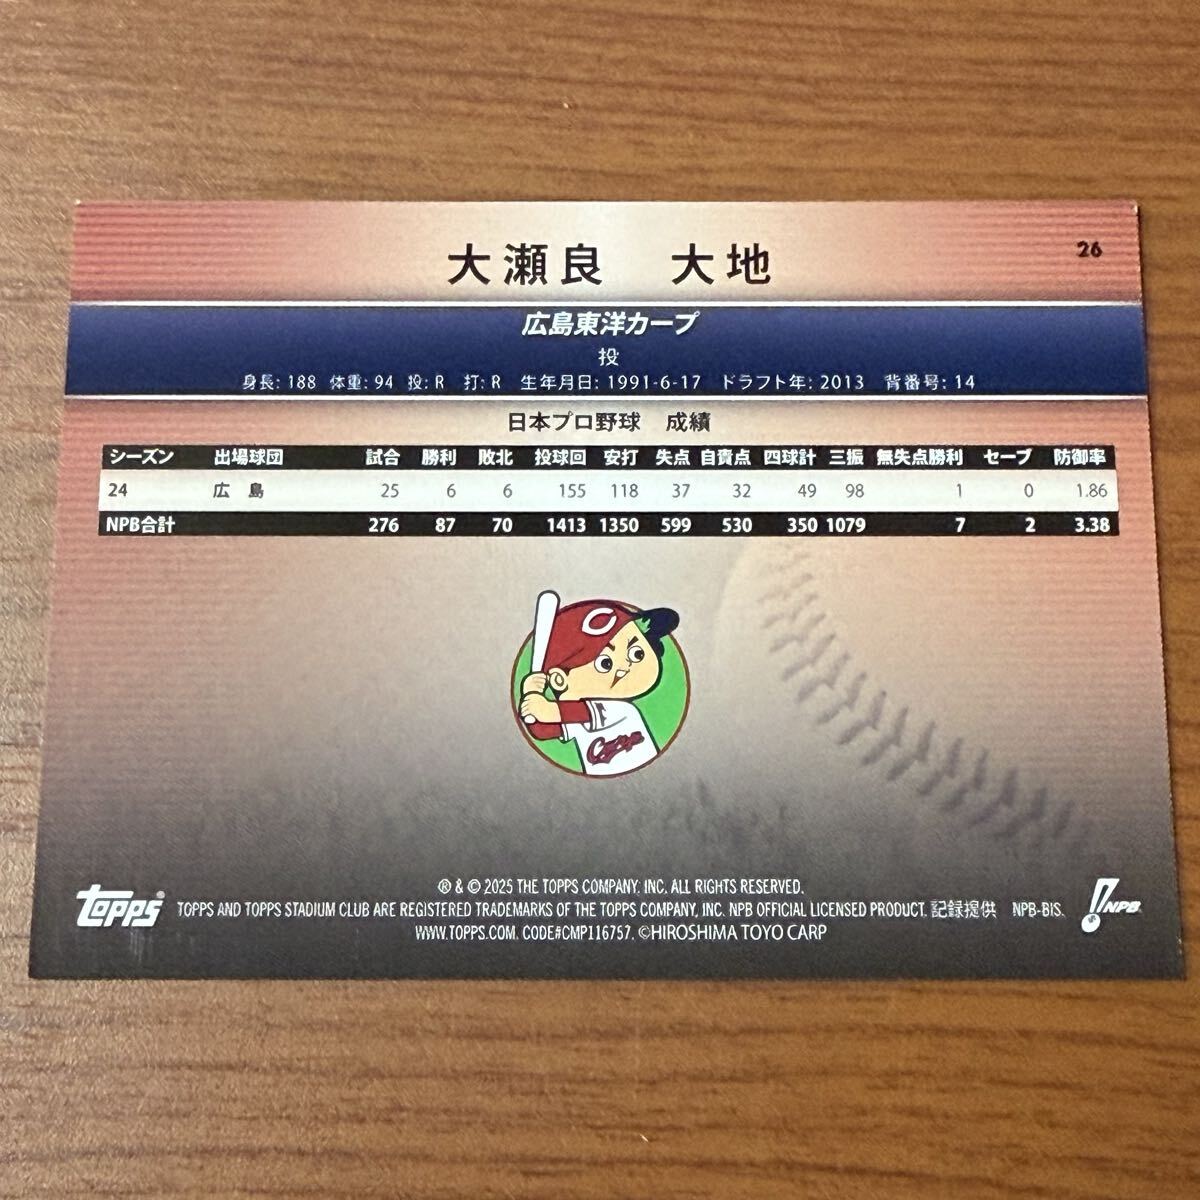 大瀬良 大地
26
広島東洋カープ
投
身長: 188 体重: 94 投: R 打: R 生年月日: 1991-6-17 ドラフト年: 2013 背番号: 14
日本プロ野球 成績
シーズン 出場球団 試合 勝利 敗北 投球回 安打 失点 自責点 四球計 三振 無失点勝利 セーブ 防御率
24 広 島 25 6 6 155 118 37 32 49 98 1 0 1.86
NPB合計 276 87 70 1413 1350 599 530 350 1079 7 2 3.38
C
Carp
® & © 2025 THE TOPPS COMPANY, INC. ALL RIGHTS RESERVED.
topps® TOPPS AND TOPPS STADIUM CLUB ARE REGISTERED TRADEMARKS OF THE TOPPS COMPANY, INC. NPB OFFICIAL LICENSED PRODUCT. 記録提供 NPB-BIS. NPB
WWW.TOPPS.COM. CODE#CMP116757. ©HIROSHIMA TOYO CARP